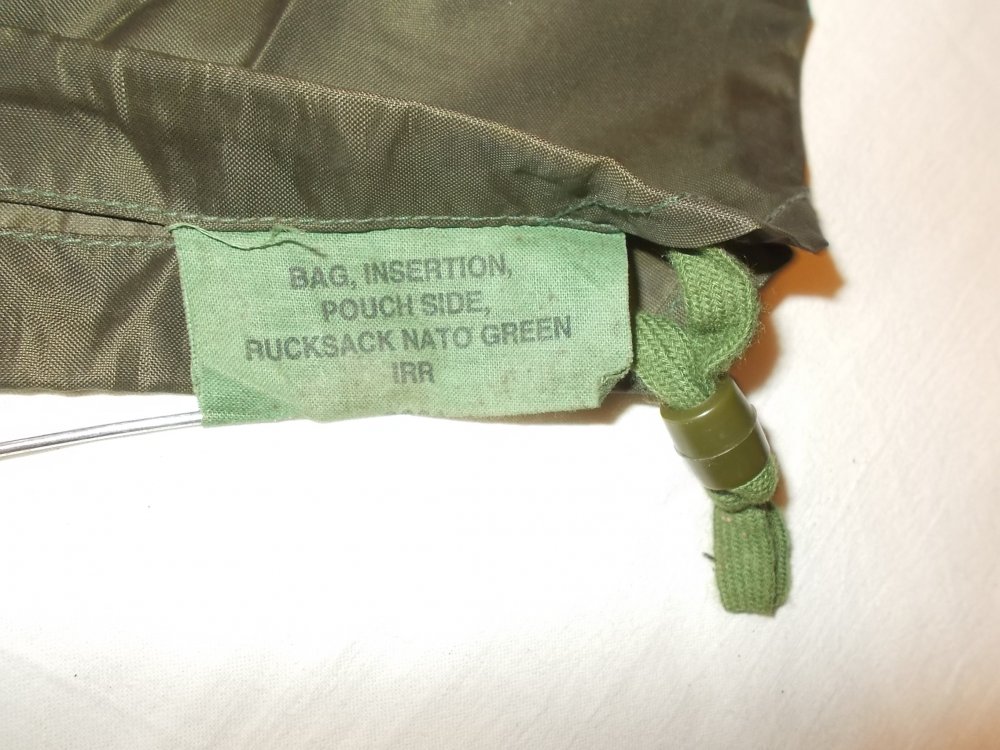 BAG, INSERTION,
POUCH SIDE,
RUCKSACK NATO GREEN
IRR